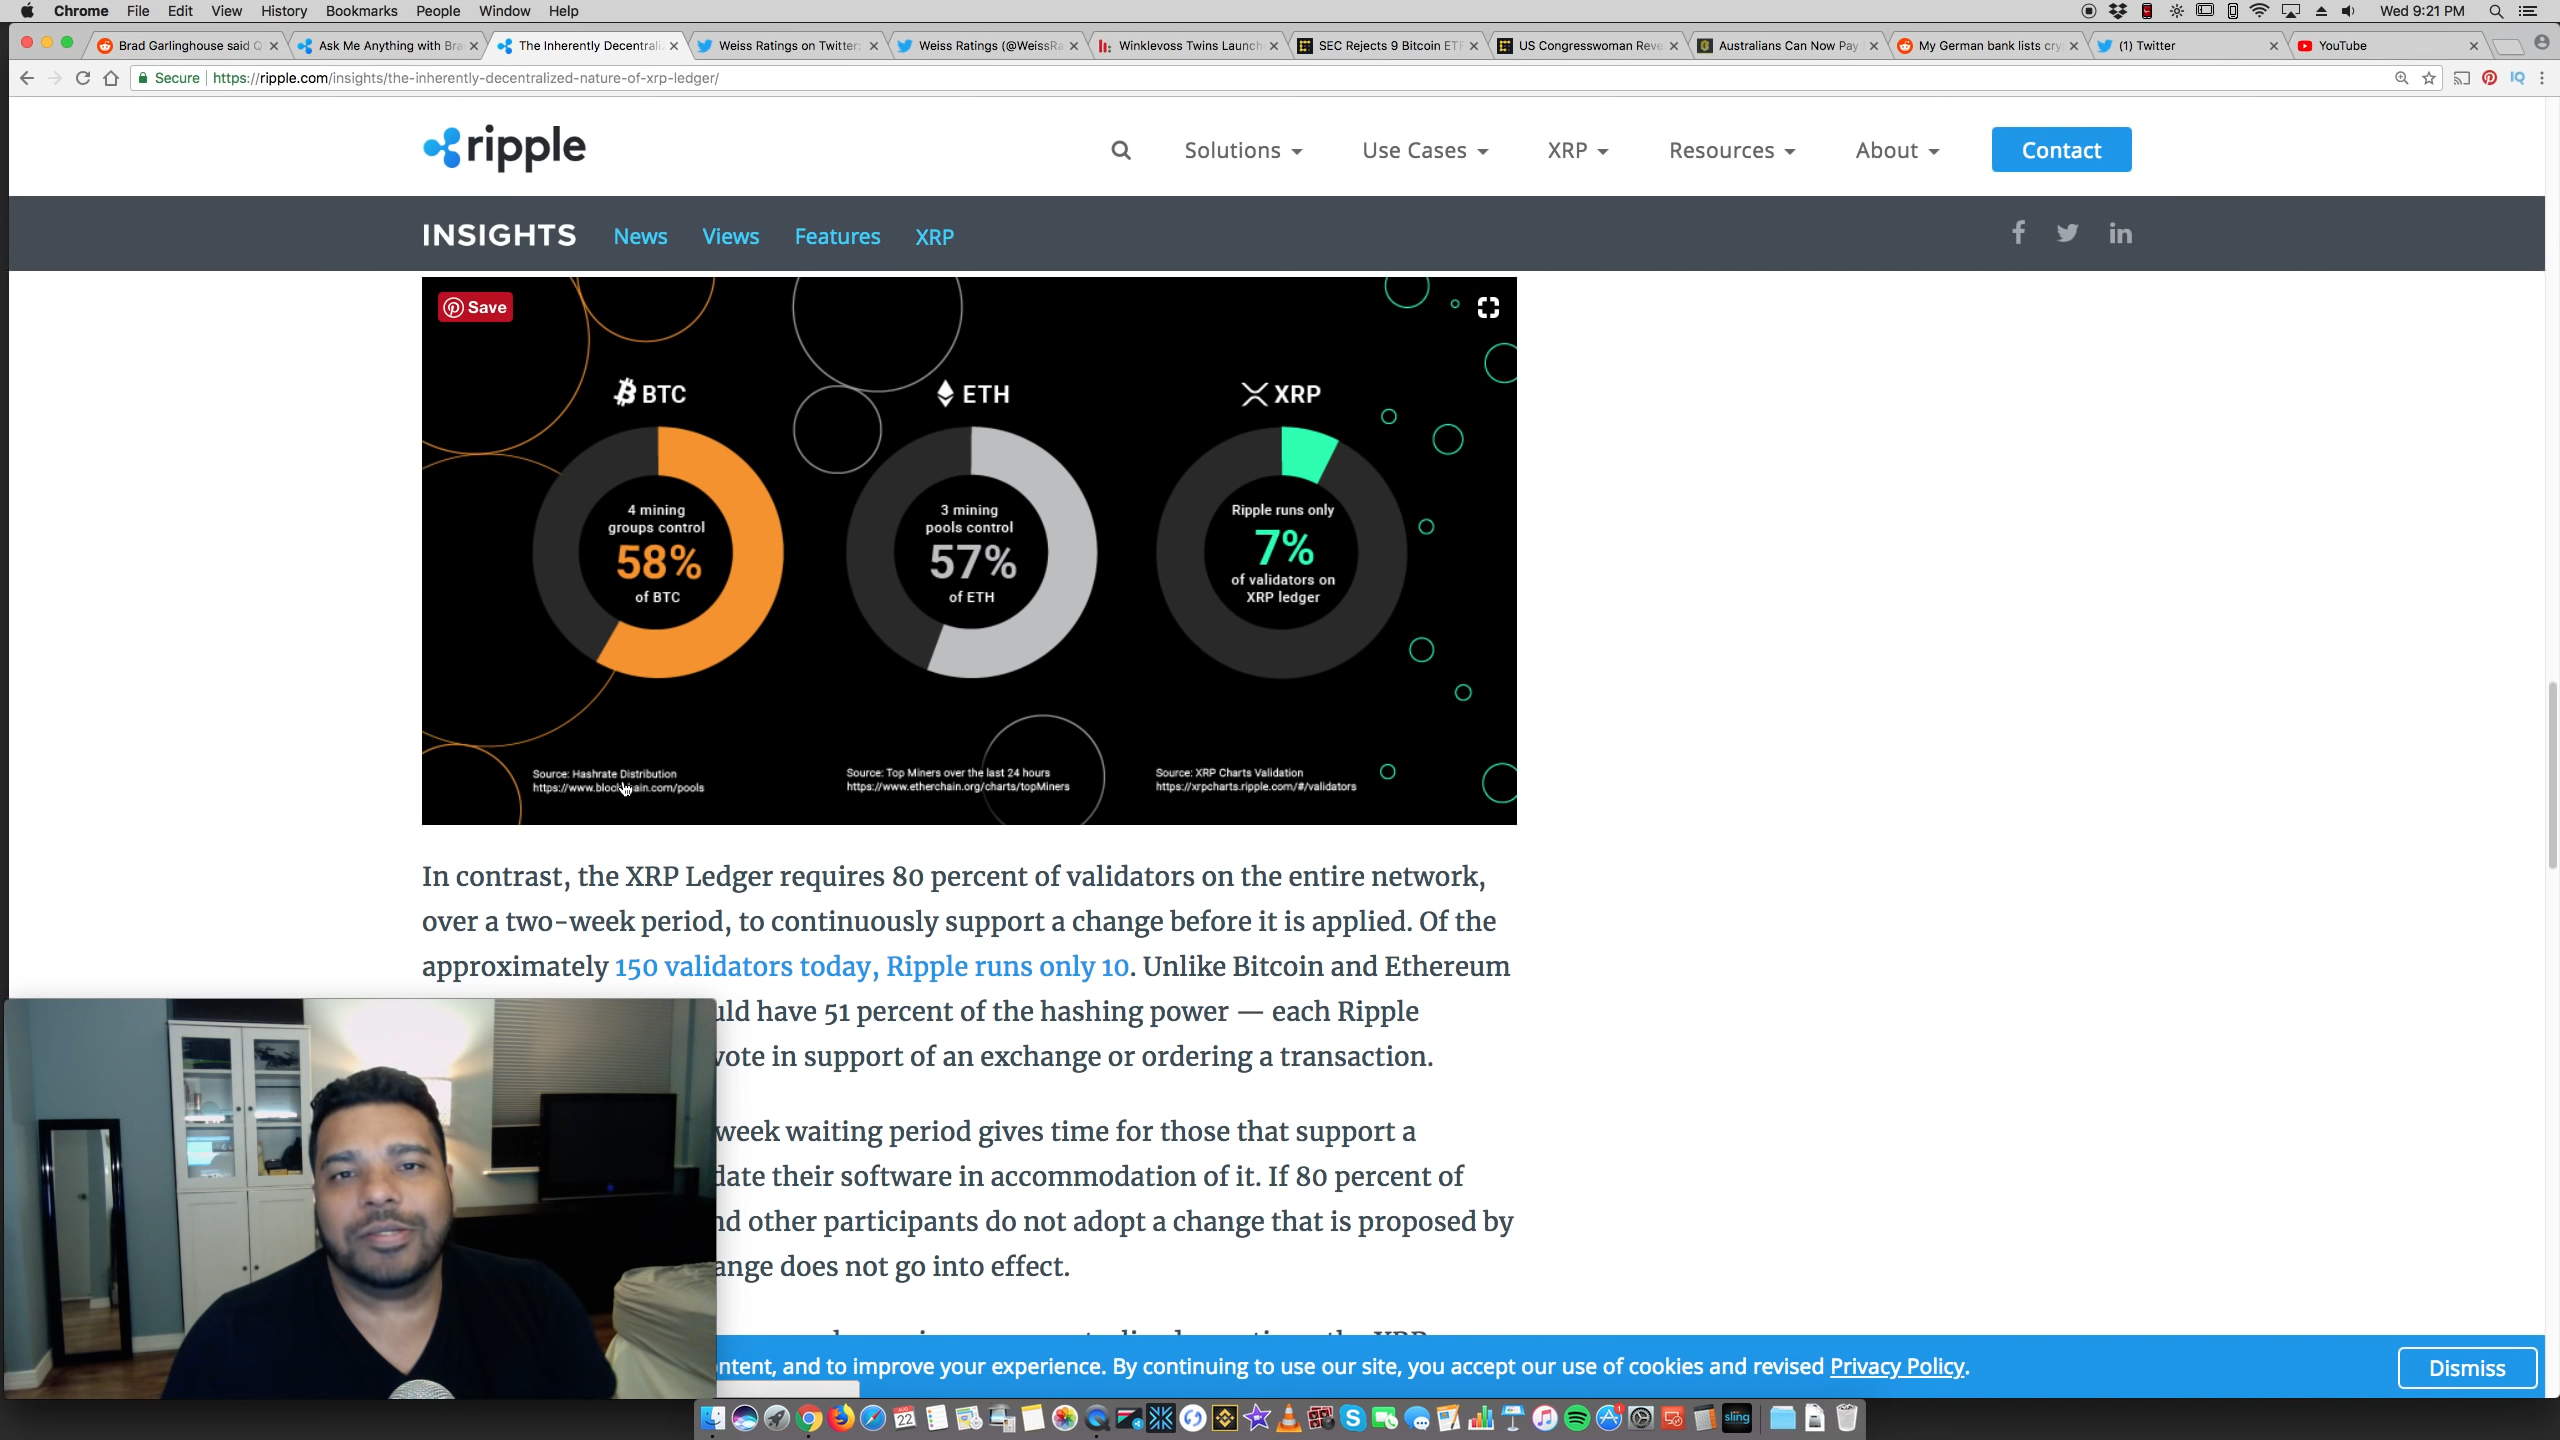 Chrome File Edit View History Bookmarks People Window Help Wed 9:21 PM
Brad Garlinghouse said Q Ask Me Anything with Bra The Inherently Decentrali Weiss Ratings on Twitter: Weiss Ratings (@WeissRa Winklevoss Twins Launch SEC Rejects 9 Bitcoin ETF US Congresswoman Reve Australians Can Now Pay My German bank lists cry (1) Twitter YouTube
Secure https://ripple.com/insights/the-inherently-decentralized-nature-of-xrp-ledger/
ripple Solutions Use Cases XRP Resources About Contact
INSIGHTS News Views Features XRP
Save
BTC ETH XRP
4 mining
groups control
58%
of BTC
3 mining
pools control
57%
of ETH
Ripple runs only
7%
of validators on
XRP ledger
Source: Hashrate Distribution
https://www.blockchain.com/pools
Source: Top Miners over the last 24 hours
https://www.etherchain.org/charts/topMiners
Source: XRP Charts Validation
https://xrpcharts.ripple.com/#/validators
In contrast, the XRP Ledger requires 80 percent of validators on the entire network,
over a two-week period, to continuously support a change before it is applied. Of the
approximately 150 validators today, Ripple runs only 10. Unlike Bitcoin and Ethereum
uld have 51 percent of the hashing power — each Ripple
vote in support of an exchange or ordering a transaction.
week waiting period gives time for those that support a
date their software in accommodation of it. If 80 percent of
nd other participants do not adopt a change that is proposed by
ange does not go into effect.
ntent, and to improve your experience. By continuing to use our site, you accept our use of cookies and revised Privacy Policy.
Dismiss
AUG
22
sling